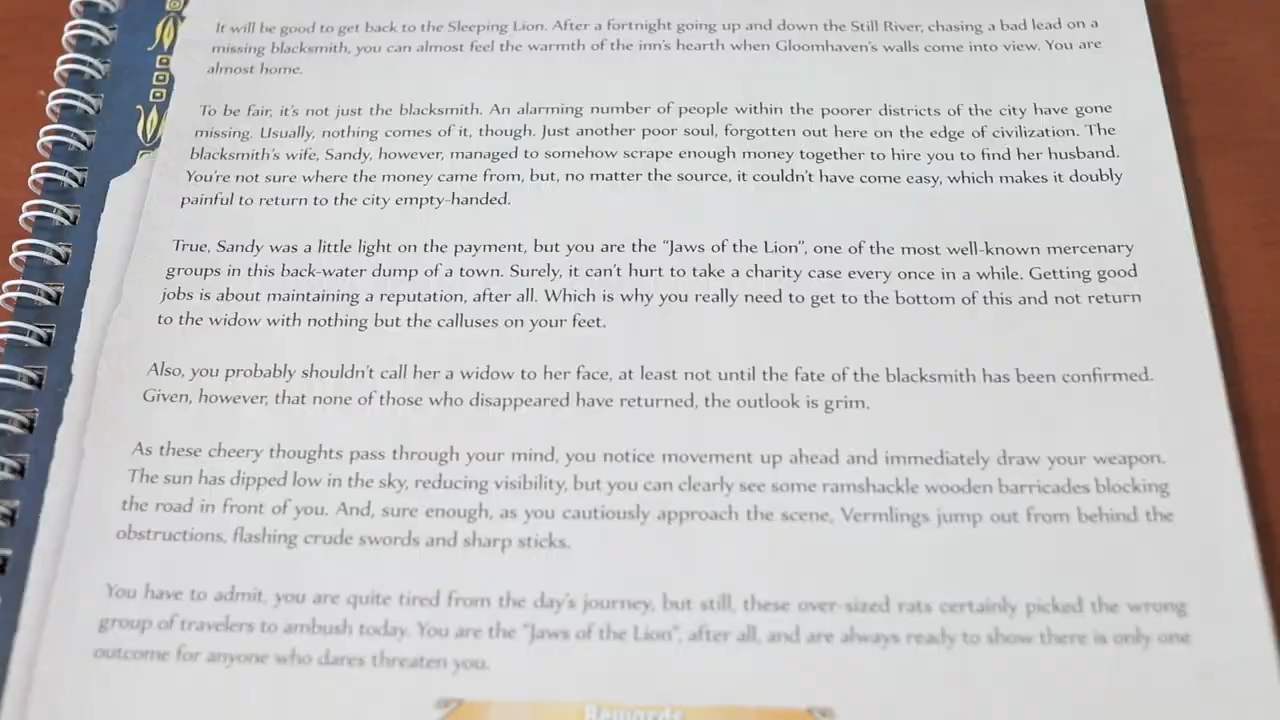 It will be good to get back to the Sleeping Lion. After a fortnight going up and down the Still River, chasing a bad lead on a
missing blacksmith, you can almost feel the warmth of the inn's hearth when Gloomhaven's walls come into view. You are
almost home.
To be fair, it's not just the blacksmith. An alarming number of people within the poorer districts of the city have gone
missing. Usually, nothing comes of it, though. Just another poor soul, forgotten out here on the edge of civilization. The
blacksmith's wife, Sandy, however, managed to somehow scrape enough money together to hire you to find her husband.
You're not sure where the money came from, but, no matter the source, it couldn't have come easy, which makes it doubly
painful to return to the city empty-handed.
True, Sandy was a little light on the payment, but you are the "Jaws of the Lion", one of the most well-known mercenary
groups in this back-water dump of a town. Surely, it can't hurt to take a charity case every once in a while. Getting good
jobs is about maintaining a reputation, after all. Which is why you really need to get to the bottom of this and not return
to the widow with nothing but the calluses on your feet.
Also, you probably shouldn't call her a widow to her face, at least not until the fate of the blacksmith has been confirmed.
Given, however, that none of those who disappeared have returned, the outlook is grim.
As these cheery thoughts pass through your mind, you notice movement up ahead and immediately draw your weapon.
The sun has dipped low in the sky, reducing visibility, but you can clearly see some ramshackle wooden barricades blocking
the road in front of you. And, sure enough, as you cautiously approach the scene, Vermlings jump out from behind the
obstructions, flashing crude swords and sharp sticks.
You have to admit, you are quite tired from the day's journey, but still, these over-sized rats certainly picked the wrong
group of travelers to ambush today. You are the "Jaws of the Lion", after all, and are always ready to show there is only one
outcome for anyone who dares threaten you.
Rewards